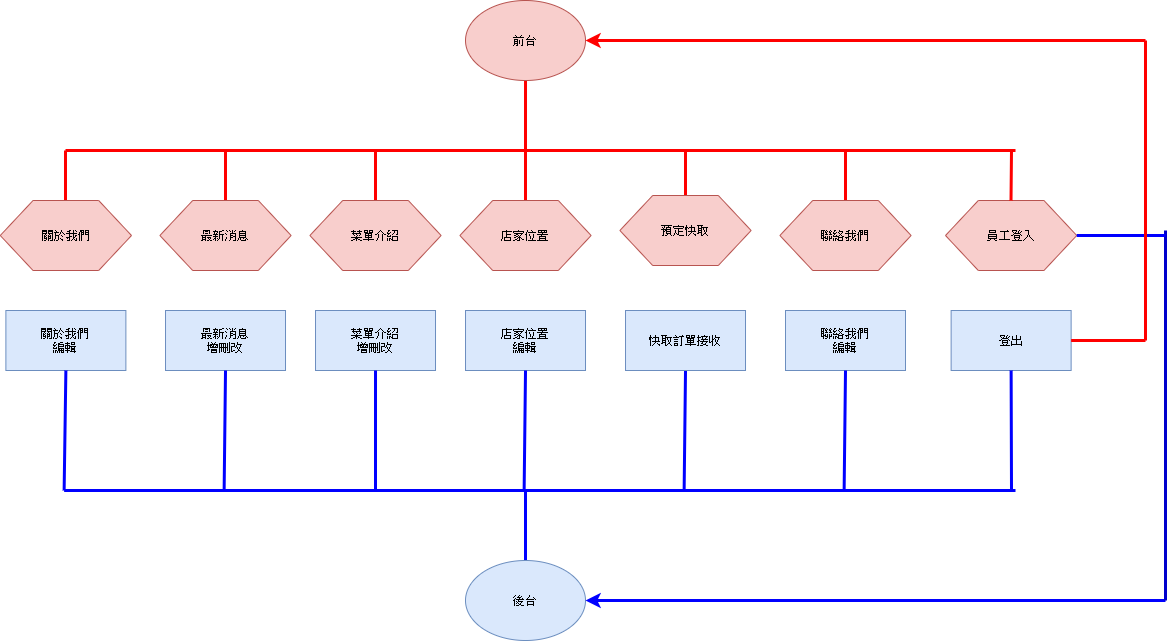 前台
關於我們
最新消息
菜單介紹
店家位置
預定快取
聯絡我們
員工登入
關於我們
編輯
最新消息
增刪改
菜單介紹
增刪改
店家位置
編輯
快取訂單接收
聯絡我們
編輯
登出
後台